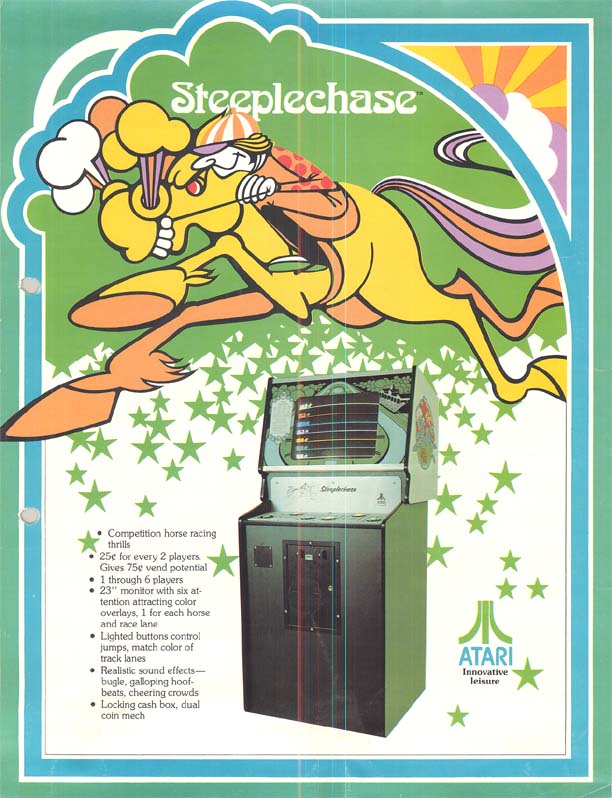 Steeplechase™
Steeplechase
• Competition horse racing
thrills
• 25¢ for every 2 players.
Gives 75¢ vend potential
• 1 through 6 players
• 23" monitor with six at-
tention attracting color
overlays, 1 for each horse
and race lane
• Lighted buttons control
jumps, match color of
track lanes
• Realistic sound effects—
bugle, galloping hoof-
beats, cheering crowds
• Locking cash box, dual
coin mech
ATARI
Innovative
leisure